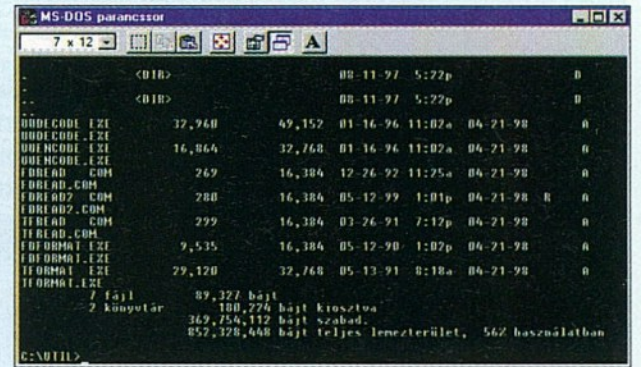 MS-DOS parancssor
7 x 12 A
. <DIR> 08-11-97 5:22p D
.
.. <DIR> 08-11-97 5:22p D
..
UUDECODE EXE 32,960 49,152 01-16-96 11:02a 04-21-98 A
UUDECODE.EXE
UUENCODE EXE 16,864 32,768 01-16-96 11:02a 04-21-98 A
UUENCODE.EXE
FDREAD COM 269 16,384 12-26-92 11:25a 04-21-98 A
FDREAD.COM
FDREAD2 COM 280 16,384 05-12-99 1:01p 04-21-98 R A
FDREAD2.COM
TFREAD COM 299 16,384 03-26-91 7:12p 04-21-98 A
TFREAD.COM
FDFORMAT EXE 9,535 16,384 05-12-90 1:02p 04-21-98 A
FDFORMAT.EXE
TFORMAT EXE 29,120 32,768 05-13-91 8:18a 04-21-98 A
TFORMAT.EXE
7 fájl 89,327 bájt
2 könyvtár 180,224 bájt kiosztva
369,754,112 bájt szabad.
852,328,448 bájt teljes lemezterület, 56% használatban
C:\UTIL>